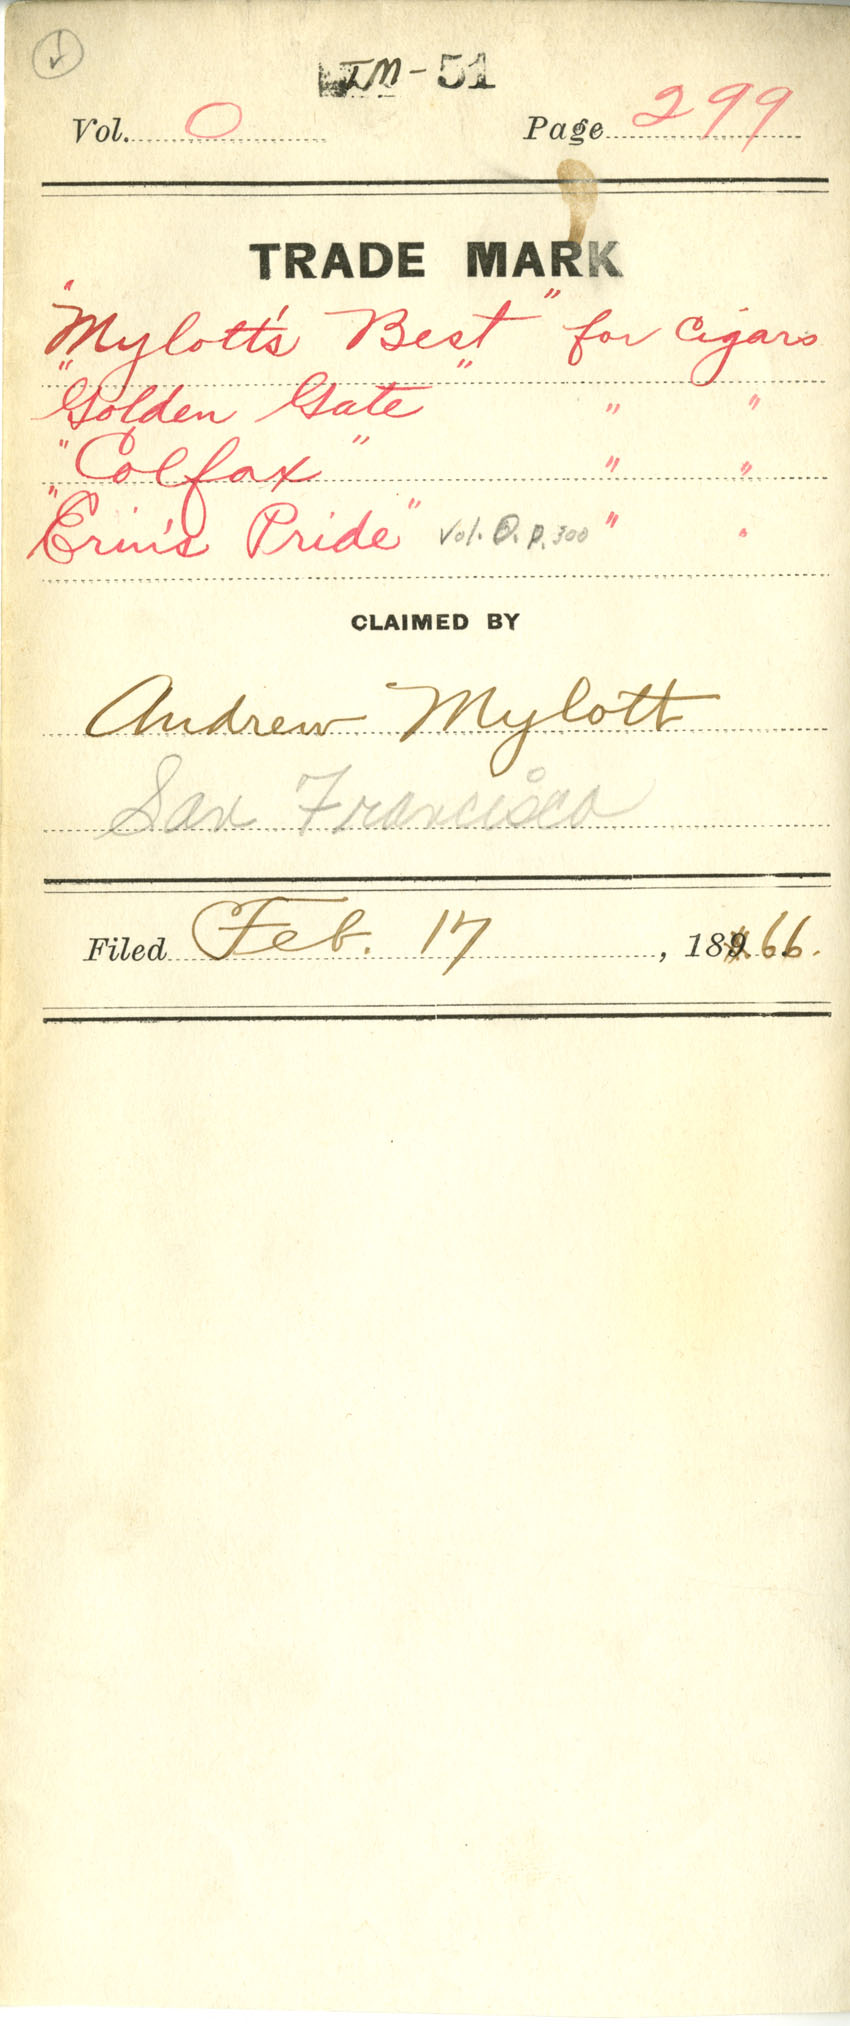 TM-51
Vol. O Page 299
TRADE MARK
"Mylott's Best" for cigars
"Golden Gate" " "
"Colfax" " "
"Erin's Pride" Vol. O. p. 300 " "
CLAIMED BY
Andrew Mylott
San Francisco
Filed Feb. 17, 1866.